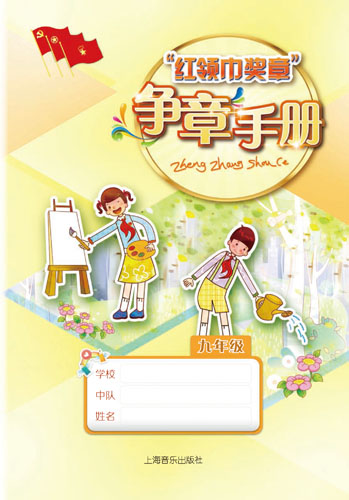 “红领巾奖章”
争章手册
Zheng Zhang Shou Ce
九年级
学校
中队
姓名
上海音乐出版社